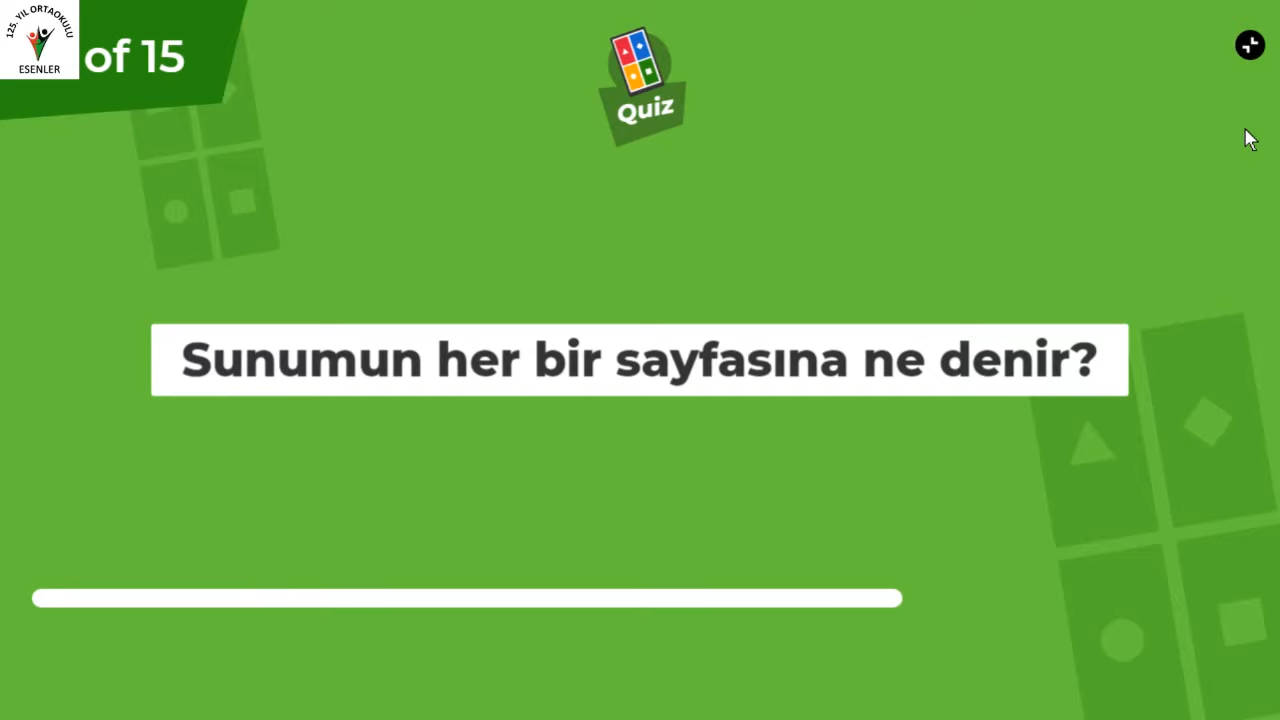 125. YIL ORTAOKULU
ESENLER
of 15
Quiz
Sunumun her bir sayfasına ne denir?